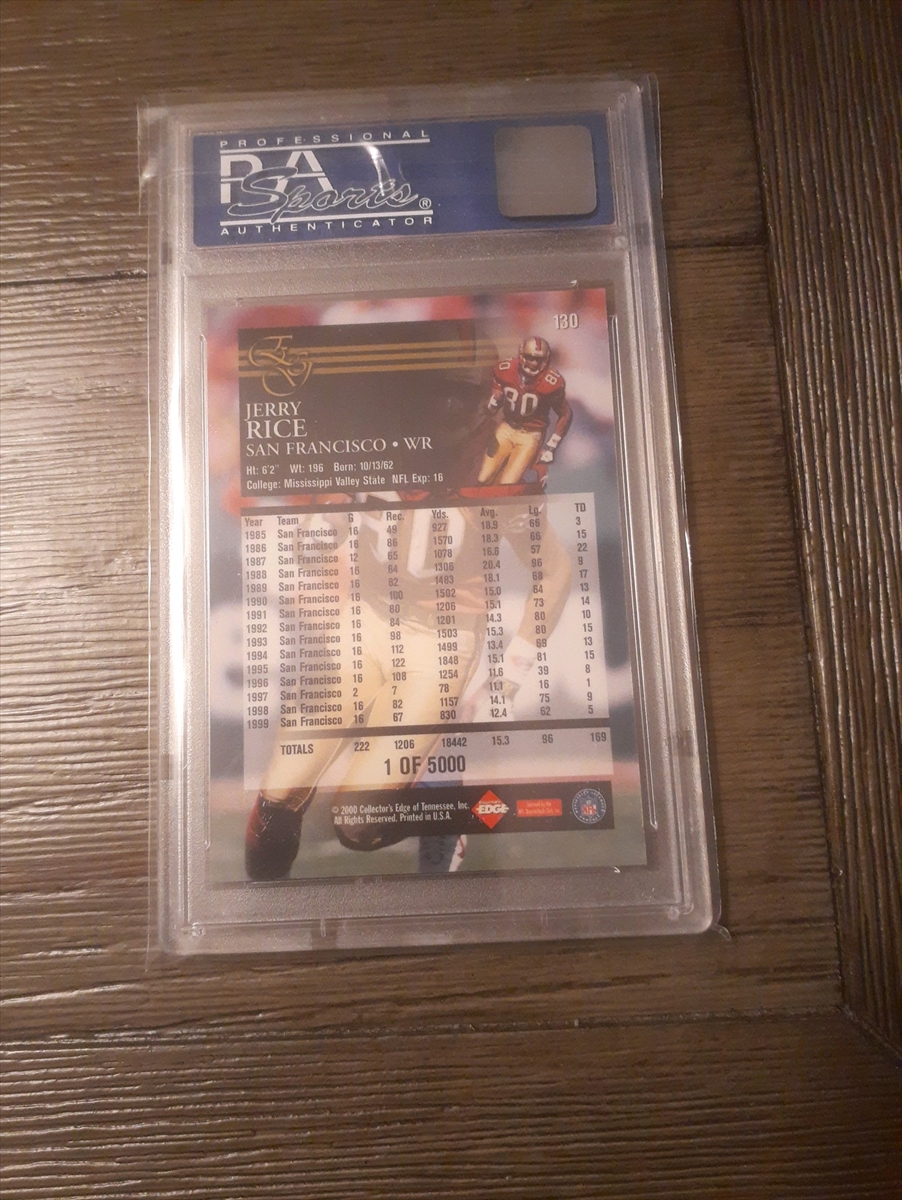 PROFESSIONAL
PSA
Sports®
AUTHENTICATOR
130
JERRY
RICE
SAN FRANCISCO • WR
Ht: 6'2" Wt: 196 Born: 10/13/62
College: Mississippi Valley State NFL Exp: 16
Year Team G Rec. Yds. Avg. Lg. TD
1985 San Francisco 16 49 927 18.9 66 3
1986 San Francisco 16 86 1570 18.3 66 15
1987 San Francisco 12 65 1078 16.6 57 22
1988 San Francisco 16 64 1306 20.4 96 9
1989 San Francisco 16 82 1483 18.1 68 17
1990 San Francisco 16 100 1502 15.0 64 13
1991 San Francisco 16 80 1206 15.1 73 14
1992 San Francisco 16 84 1201 14.3 80 10
1993 San Francisco 16 98 1503 15.3 80 15
1994 San Francisco 16 112 1499 13.4 69 13
1995 San Francisco 16 122 1848 15.1 81 15
1996 San Francisco 16 108 1254 11.6 39 8
1997 San Francisco 2 7 78 11.1 16 1
1998 San Francisco 16 82 1157 14.1 75 9
1999 San Francisco 16 67 830 12.4 62 5
TOTALS 222 1206 18442 15.3 96 169
1 OF 5000
© 2000 Collector's Edge of Tennessee, Inc.
All Rights Reserved. Printed in U.S.A.
EDGE
NFL